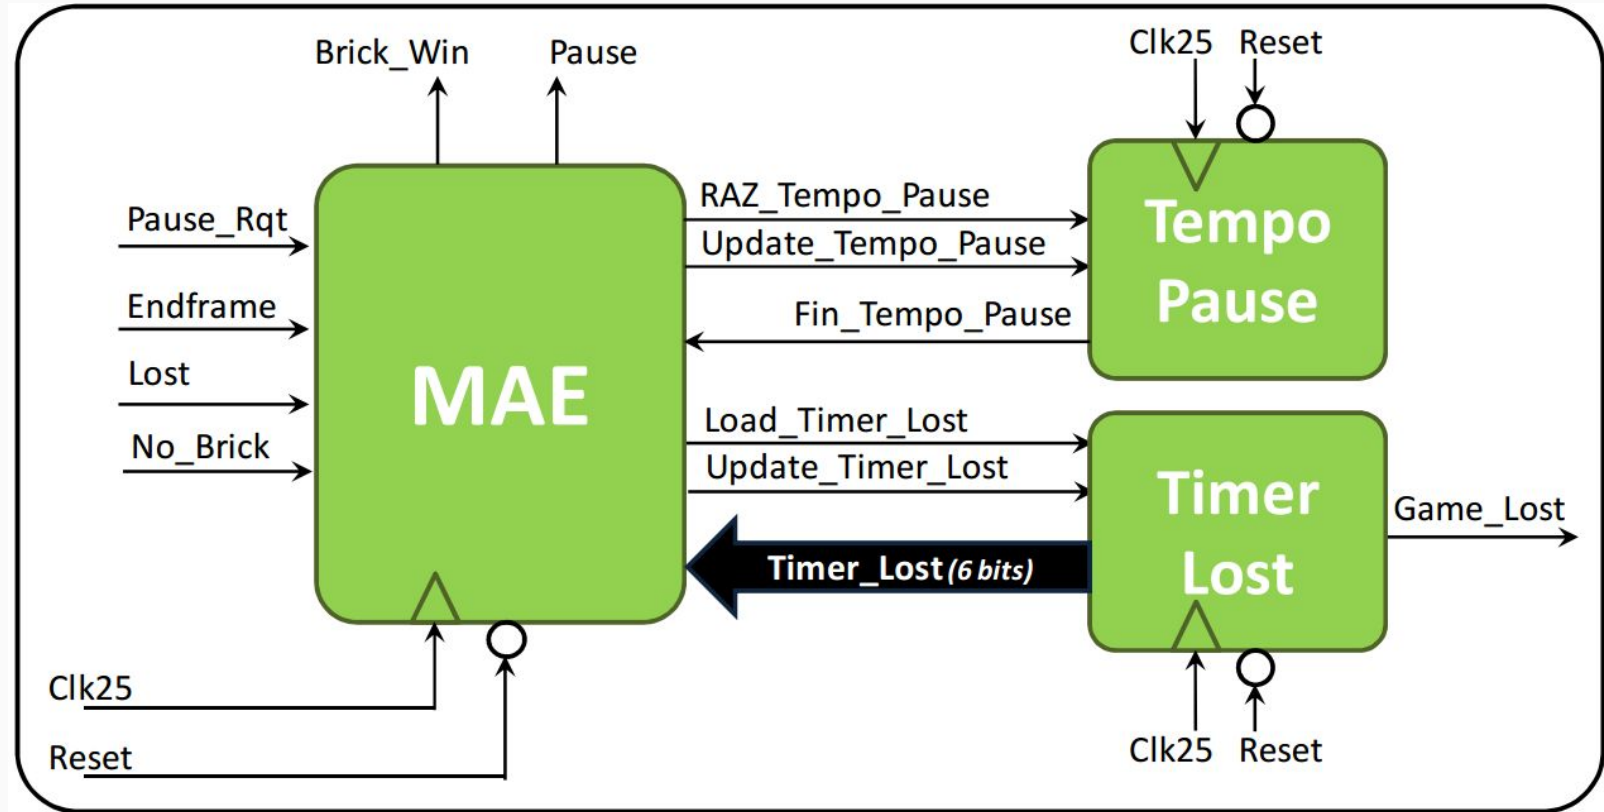 Brick_Win
Pause
Clk25
Reset
Pause_Rqt
Endframe
Lost
No_Brick
MAE
RAZ_Tempo_Pause
Update_Tempo_Pause
Fin_Tempo_Pause
Tempo
Pause
Load_Timer_Lost
Update_Timer_Lost
Timer_Lost (6 bits)
Timer
Lost
Game_Lost
Clk25
Reset
Clk25
Reset